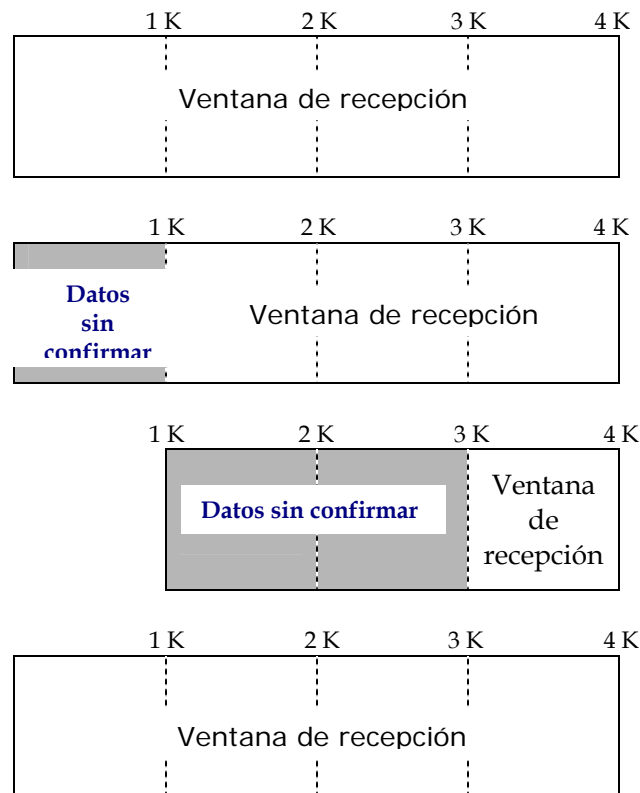 1 K 2 K 3 K 4 K
Ventana de recepción
1 K 2 K 3 K 4 K
Datos
sin
confirmar
Ventana de recepción
1 K 2 K 3 K 4 K
Datos sin confirmar
Ventana
de
recepción
1 K 2 K 3 K 4 K
Ventana de recepción